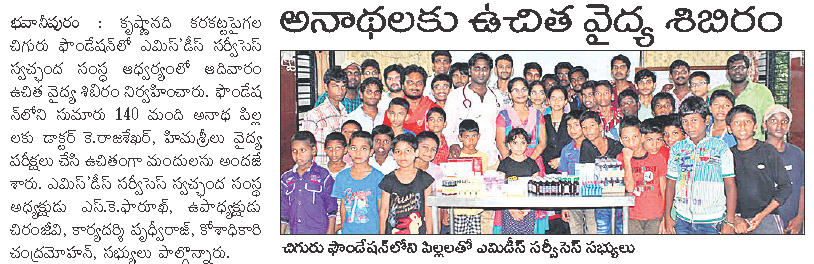 అనాథలకు ఉచిత వైద్య శిబిరం
భవానీపురం : కృష్ణానది కరకట్టపైగల
చిగురు ఫౌండేషన్‌లో ఎమిస్‌'డీస్ సర్వీసెస్
స్వచ్ఛంద సంస్థ ఆధ్వర్యంలో ఆదివారం
ఉచిత వైద్య శిబిరం నిర్వహించారు. ఫౌండేష
న్‌లోని సుమారు 140 మంది అనాథ పిల్ల
లకు డాక్టర్ కె.రాజశేఖర్, హిమశ్రీలు వైద్య
పరీక్షలు చేసి ఉచితంగా మందులను అందజే
శారు. ఎమిస్‌'డీస్ సర్వీసెస్ స్వచ్ఛంద సంస్థ
అధ్యక్షుడు ఎస్.కె.ఫారూఖ్, ఉపాధ్యక్షుడు
చిరంజీవి, కార్యదర్శి పృథ్వీరాజ్, కోశాధికారి
చంద్రమోహన్, సభ్యులు పాల్గొన్నారు.
చిగురు ఫౌండేషన్‌లోని పిల్లలతో ఎమిడీస్ సర్వీసెస్ సభ్యులు